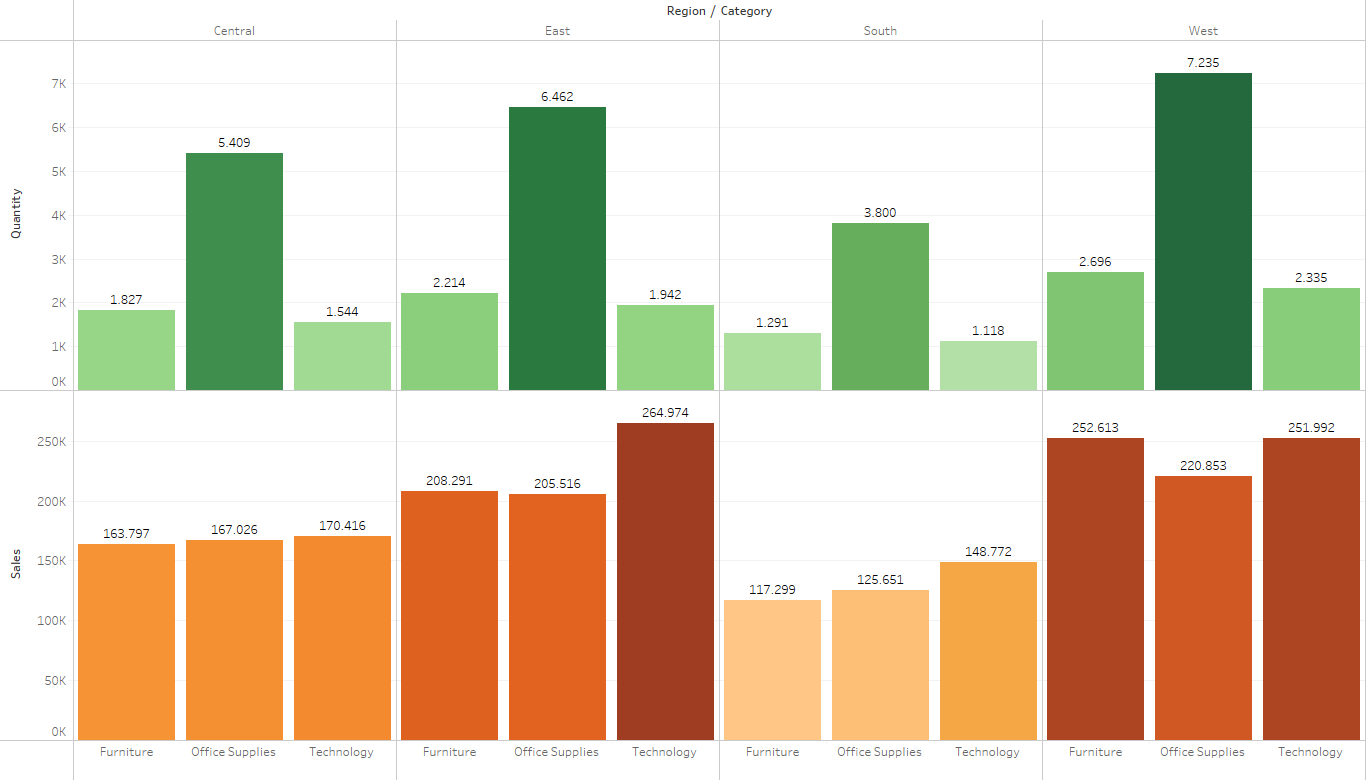 Region / Category
Central East South West
7.235
7K
6.462
6K
5.409
5K
4K
3.800
Quantity
3K
2.696
2.335
2.214
2K
1.942
1.827
1.544
1.291
1.118
1K
0K
264.974
250K
252.613
251.992
220.853
208.291
205.516
200K
170.416
167.026
163.797
150K
148.772
Sales
125.651
117.299
100K
50K
0K
Furniture Office Supplies Technology Furniture Office Supplies Technology Furniture Office Supplies Technology Furniture Office Supplies Technology